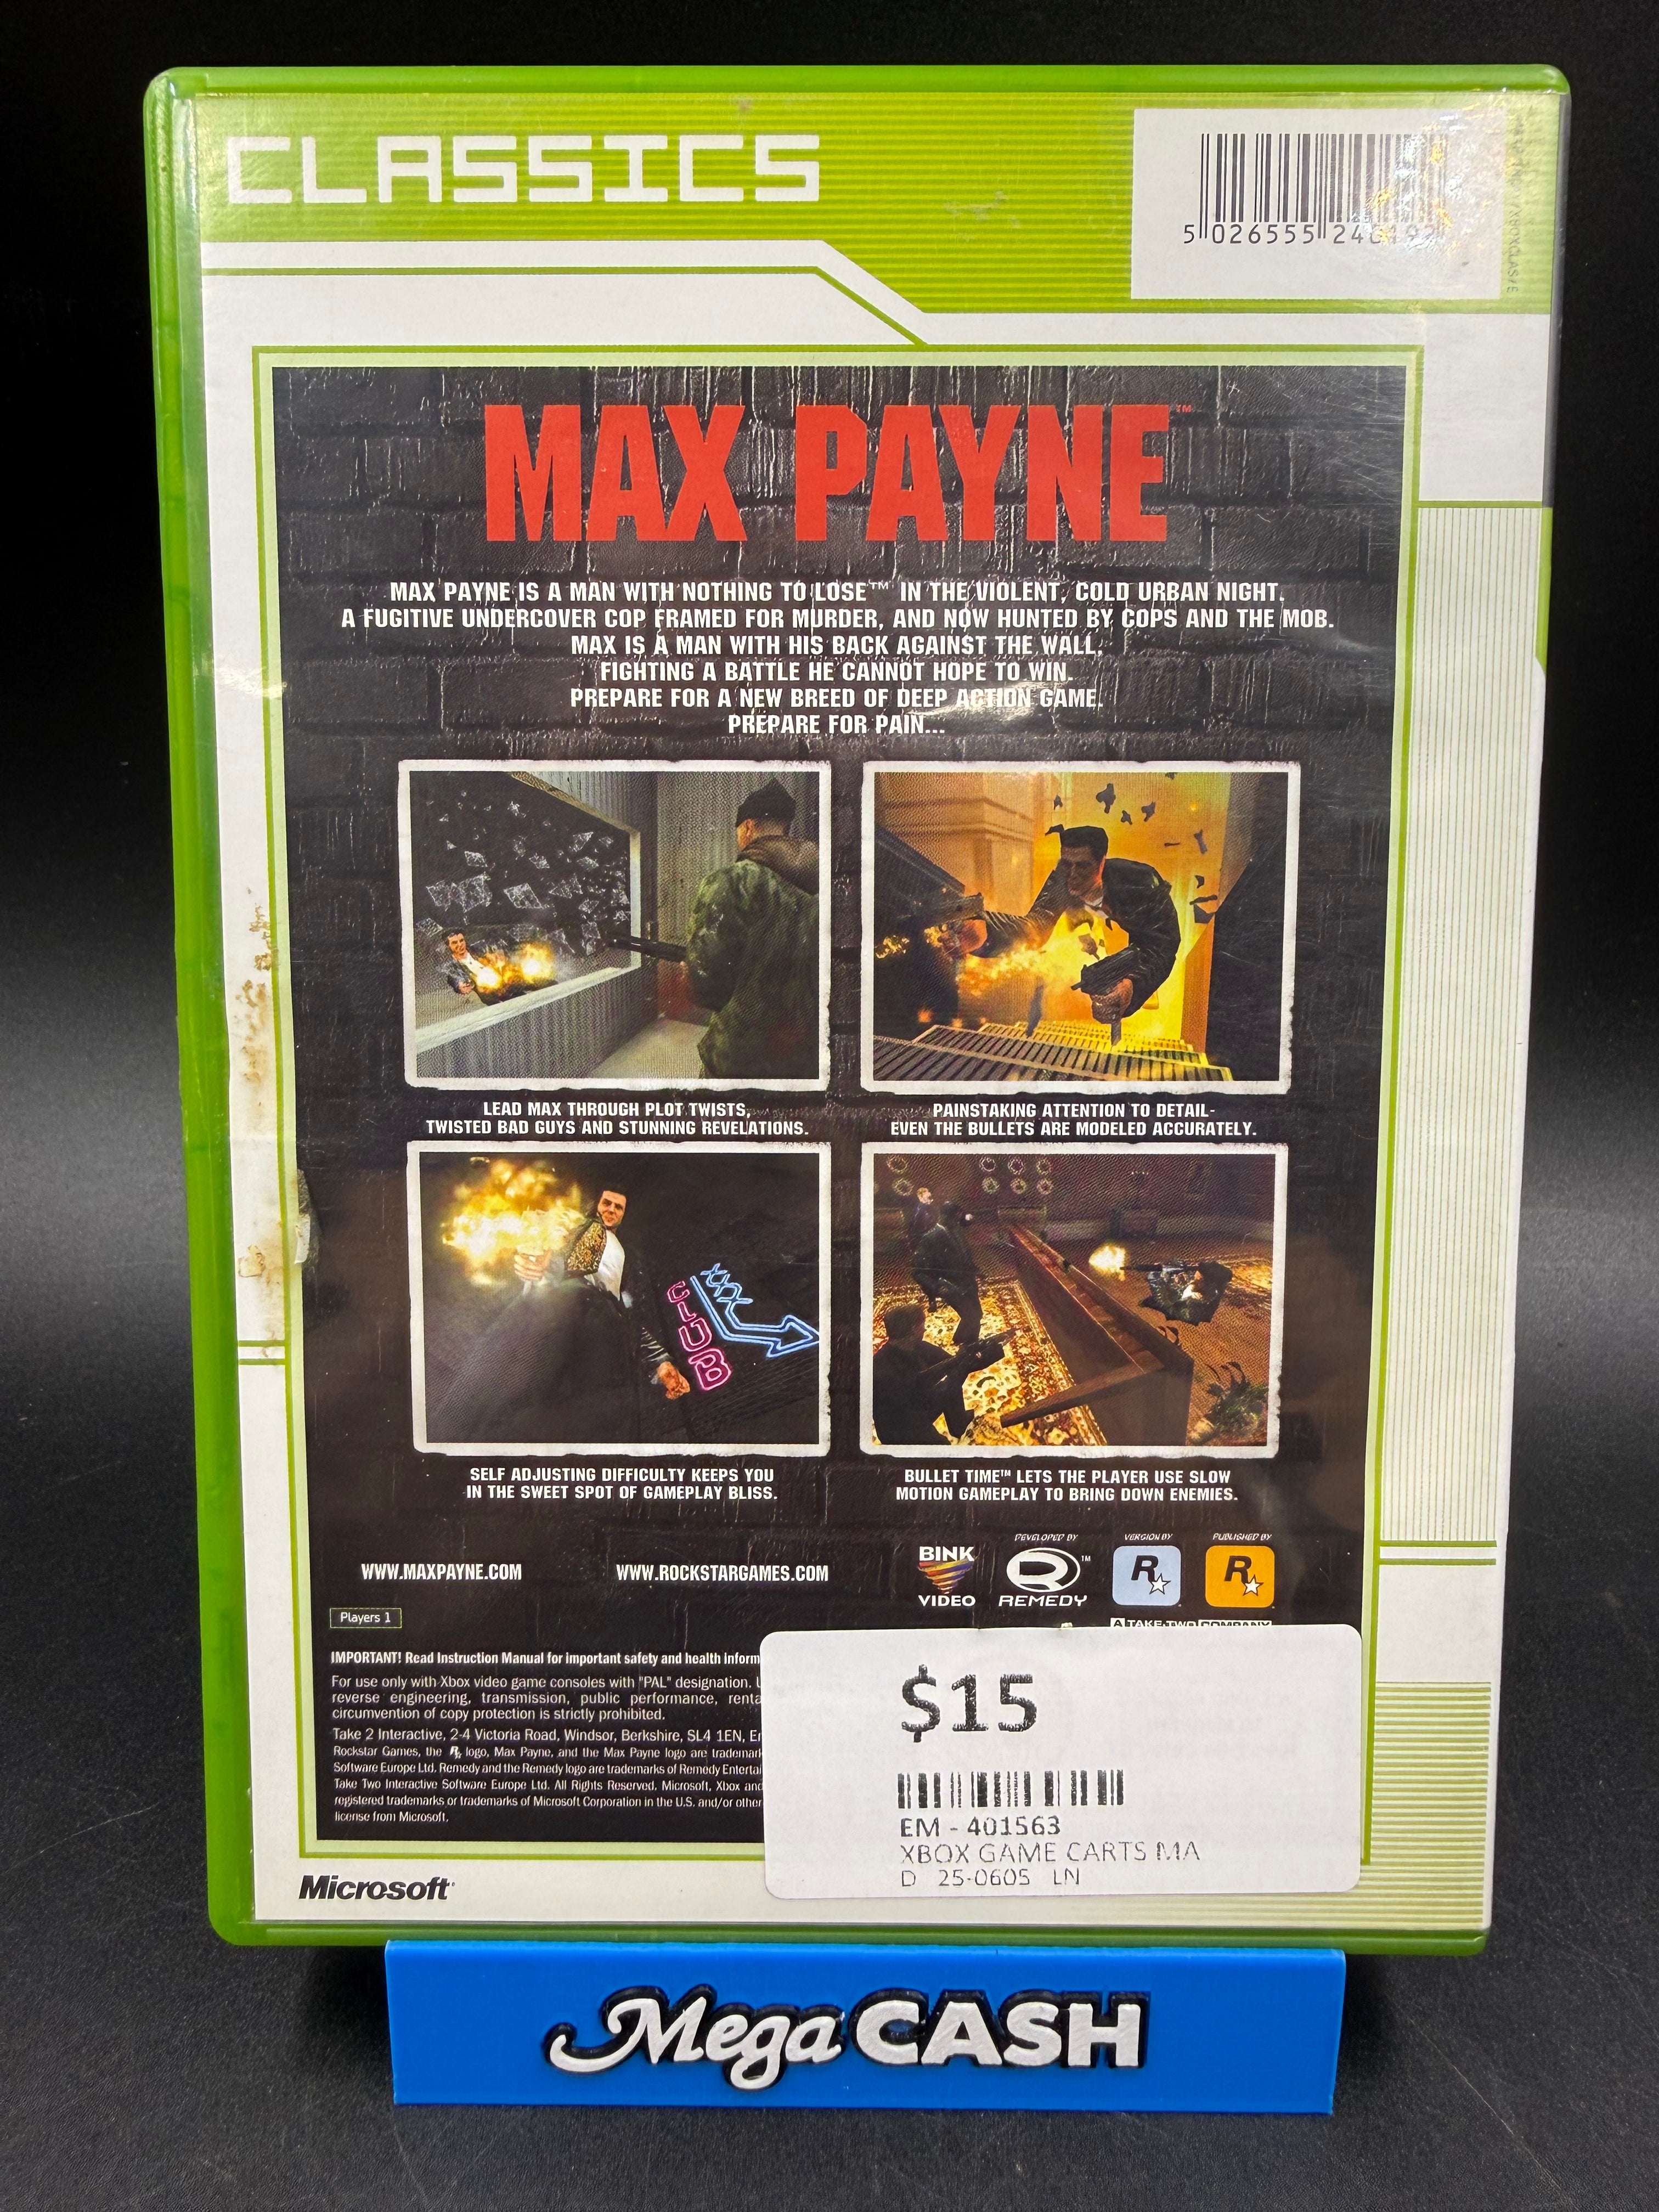 CLASSICS
5 026555 240192
MAX PAYNE™
MAX PAYNE IS A MAN WITH NOTHING TO LOSE™ IN THE VIOLENT, COLD URBAN NIGHT.
A FUGITIVE UNDERCOVER COP FRAMED FOR MURDER, AND NOW HUNTED BY COPS AND THE MOB.
MAX IS A MAN WITH HIS BACK AGAINST THE WALL,
FIGHTING A BATTLE HE CANNOT HOPE TO WIN.
PREPARE FOR A NEW BREED OF DEEP ACTION GAME.
PREPARE FOR PAIN...
LEAD MAX THROUGH PLOT TWISTS,
TWISTED BAD GUYS AND STUNNING REVELATIONS.
PAINSTAKING ATTENTION TO DETAIL-
EVEN THE BULLETS ARE MODELED ACCURATELY.
XXX
CLUB
SELF ADJUSTING DIFFICULTY KEEPS YOU
IN THE SWEET SPOT OF GAMEPLAY BLISS.
BULLET TIME™ LETS THE PLAYER USE SLOW
MOTION GAMEPLAY TO BRING DOWN ENEMIES.
WWW.MAXPAYNE.COM
WWW.ROCKSTARGAMES.COM
BINK
VIDEO
DEVELOPED BY
REMEDY™
VERSION BY
R
PUBLISHED BY
R
A TAKE-TWO COMPANY
Players 1
IMPORTANT! Read Instruction Manual for important safety and health inform
For use only with Xbox video game consoles with "PAL" designation.
reverse engineering, transmission, public performance, renta
circumvention of copy protection is strictly prohibited.
Take 2 Interactive, 2-4 Victoria Road, Windsor, Berkshire, SL4 1EN, En
Rockstar Games, the R logo, Max Payne, and the Max Payne logo are trademark
Software Europe Ltd. Remedy and the Remedy logo are trademarks of Remedy Entertai
Take Two Interactive Software Europe Ltd. All Rights Reserved. Microsoft, Xbox and
registered trademarks or trademarks of Microsoft Corporation in the U.S. and/or other
license from Microsoft.
$15
EM - 401563
XBOX GAME CARTS MA
D 25-0605 LN
Microsoft
Mega CASH